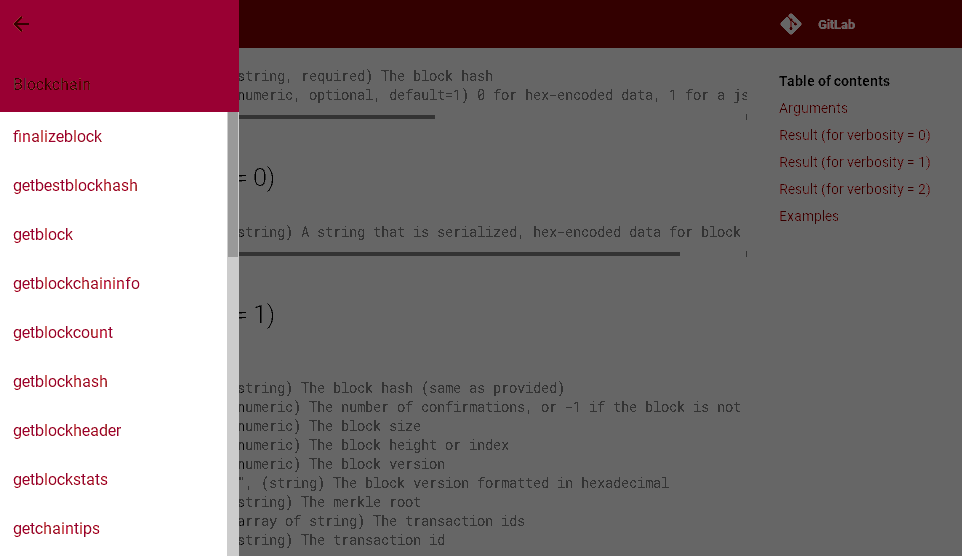 Blockchain
finalizeblock
getbestblockhash
getblock
getblockchaininfo
getblockcount
getblockhash
getblockheader
getblockstats
getchaintips
string, required) The block hash
numeric, optional, default=1) 0 for hex-encoded data, 1 for a js
= 0)
string) A string that is serialized, hex-encoded data for block
= 1)
string) The block hash (same as provided)
numeric) The number of confirmations, or -1 if the block is not
numeric) The block size
numeric) The block height or index
numeric) The block version
", (string) The block version formatted in hexadecimal
string) The merkle root
array of string) The transaction ids
string) The transaction id
GitLab
Table of contents
Arguments
Result (for verbosity = 0)
Result (for verbosity = 1)
Result (for verbosity = 2)
Examples